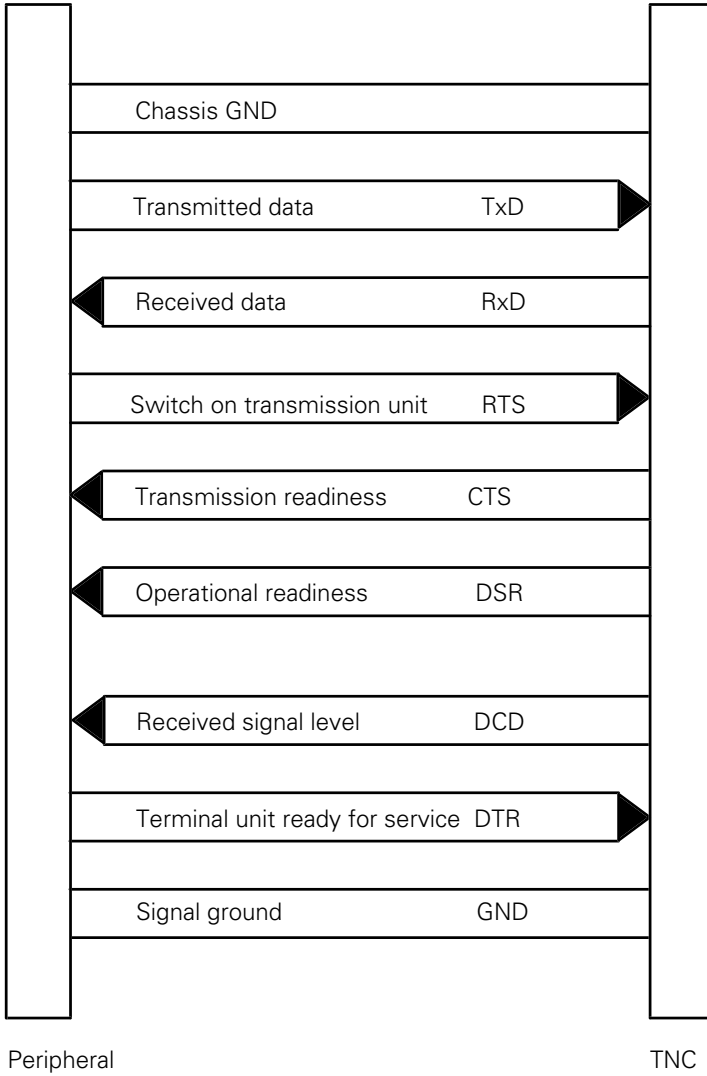 Chassis GND
Transmitted data TxD
Received data RxD
Switch on transmission unit RTS
Transmission readiness CTS
Operational readiness DSR
Received signal level DCD
Terminal unit ready for service DTR
Signal ground GND
Peripheral TNC